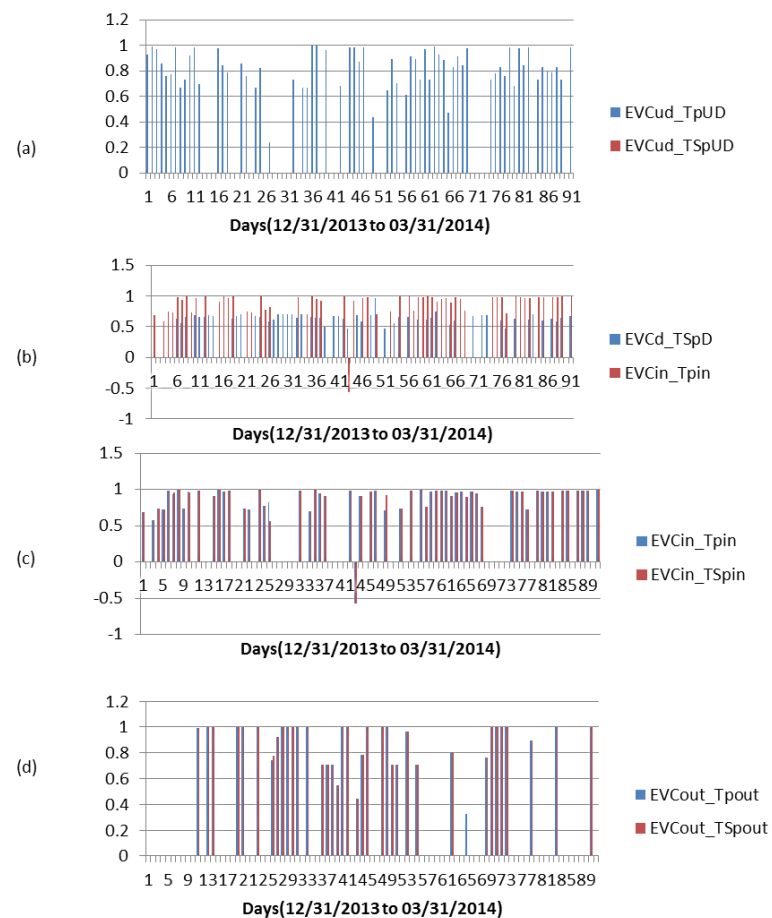 (a)
1.2
1
0.8
0.6
0.4
0.2
0
1 6 11 16 21 26 31 36 41 46 51 56 61 66 71 76 81 86 91
Days(12/31/2013 to 03/31/2014)
EVCud_TpUD
EVCud_TSpUD
(b)
1.5
1
0.5
0
-0.5
-1
1 6 11 16 21 26 31 36 41 46 51 56 61 66 71 76 81 86 91
Days(12/31/2013 to 03/31/2014)
EVCd_TSpD
EVCin_Tpin
(c)
1.5
1
0.5
0
-0.5
-1
1 5 9 13 17 21 25 29 33 37 41 45 49 53 57 61 65 69 73 77 81 85 89
Days(12/31/2013 to 03/31/2014)
EVCin_Tpin
EVCin_TSpin
(d)
1.2
1
0.8
0.6
0.4
0.2
0
1 5 9 13 17 21 25 29 33 37 41 45 49 53 57 61 65 69 73 77 81 85 89
Days(12/31/2013 to 03/31/2014)
EVCout_Tpout
EVCout_TSpout